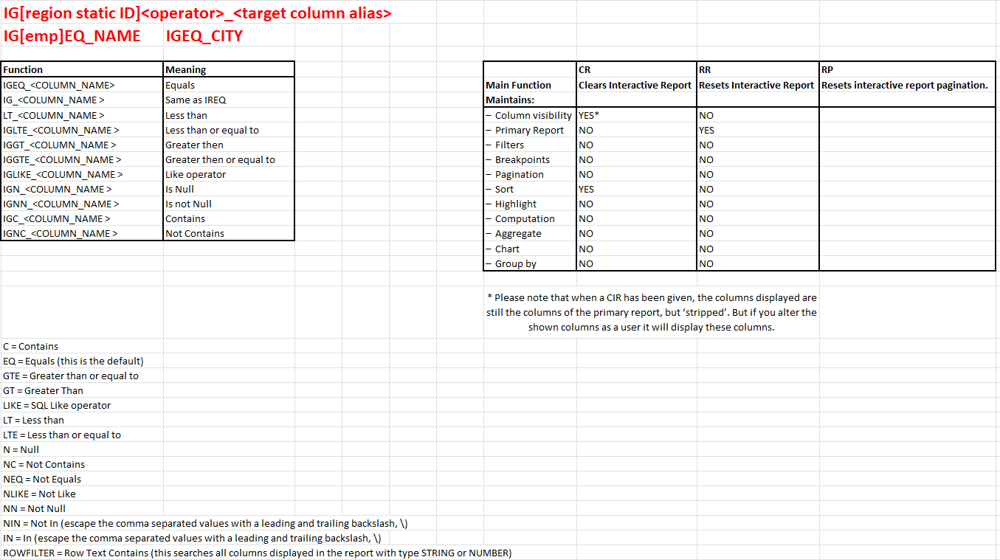 IG[region static ID]<operator>_<target column alias>
IG[emp]EQ_NAME IGEQ_CITY
Function Meaning
IGEQ_<COLUMN_NAME> Equals
IG_<COLUMN_NAME > Same as IREQ
LT_<COLUMN_NAME > Less than
IGLTE_<COLUMN_NAME > Less than or equal to
IGGT_<COLUMN_NAME > Greater then
IGGTE_<COLUMN_NAME > Greater then or equal to
IGLIKE_<COLUMN_NAME > Like operator
IGN_<COLUMN_NAME > Is Null
IGNN_<COLUMN_NAME > Is not Null
IGC_<COLUMN_NAME > Contains
IGNC_<COLUMN_NAME > Not Contains
CR RR RP
Main Function Clears Interactive Report Resets Interactive Report Resets interactive report pagination.
Maintains:
– Column visibility YES* NO
– Primary Report NO YES
– Filters NO NO
– Breakpoints NO NO
– Pagination NO NO
– Sort YES NO
– Highlight NO NO
– Computation NO NO
– Aggregate NO NO
– Chart NO NO
– Group by NO NO
* Please note that when a CIR has been given, the columns displayed are
still the columns of the primary report, but ‘stripped’. But if you alter the
shown columns as a user it will display these columns.
C = Contains
EQ = Equals (this is the default)
GTE = Greater than or equal to
GT = Greater Than
LIKE = SQL Like operator
LT = Less than
LTE = Less than or equal to
N = Null
NC = Not Contains
NEQ = Not Equals
NLIKE = Not Like
NN = Not Null
NIN = Not In (escape the comma separated values with a leading and trailing backslash, \)
IN = In (escape the comma separated values with a leading and trailing backslash, \)
ROWFILTER = Row Text Contains (this searches all columns displayed in the report with type STRING or NUMBER)